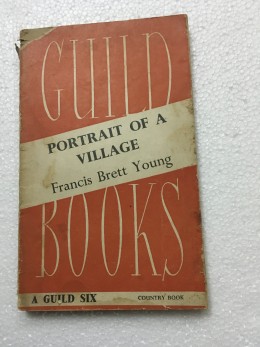 GUILD
PORTRAIT OF A
VILLAGE
Francis Brett Young
BOOKS
A GUILD SIX COUNTRY BOOK